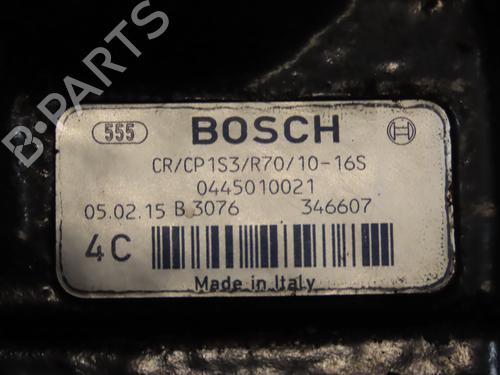 555 BOSCH
CR/CP1S3/R70/10-16S
0445010021
05.02.15 B 3076 346607
4C
Made in Italy
B-PARTS